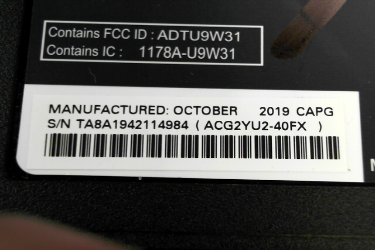 Contains FCC ID : ADTU9W31
Contains IC : 1178A-U9W31
MANUFACTURED: OCTOBER 2019 CAPG
S/N TA8A1942114984 ( ACG2YU2-40FX )